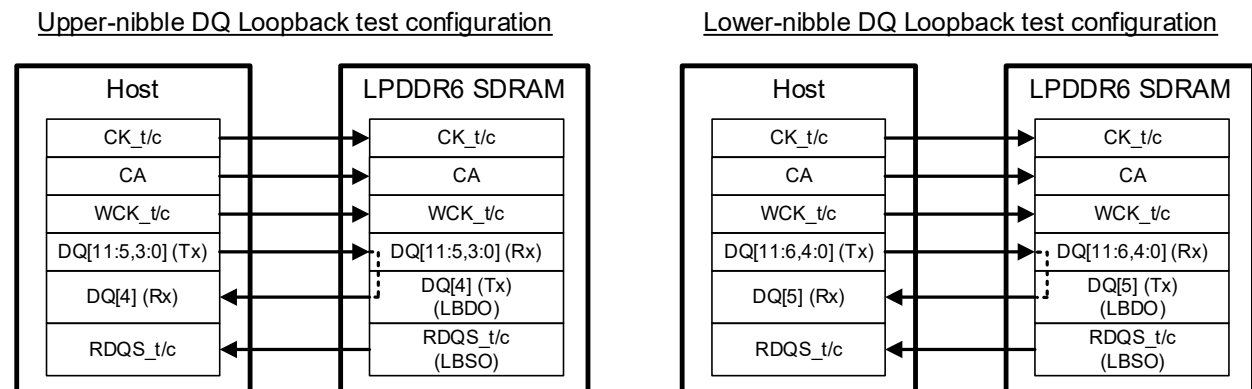 Upper-nibble DQ Loopback test configuration
Host
LPDDR6 SDRAM
CK_t/c
CK_t/c
CA
CA
WCK_t/c
WCK_t/c
DQ[11:5,3:0] (Tx)
DQ[11:5,3:0] (Rx)
DQ[4] (Rx)
DQ[4] (Tx)
(LBDO)
RDQS_t/c
RDQS_t/c
(LBSO)
Lower-nibble DQ Loopback test configuration
Host
LPDDR6 SDRAM
CK_t/c
CK_t/c
CA
CA
WCK_t/c
WCK_t/c
DQ[11:6,4:0] (Tx)
DQ[11:6,4:0] (Rx)
DQ[5] (Rx)
DQ[5] (Tx)
(LBDO)
RDQS_t/c
RDQS_t/c
(LBSO)